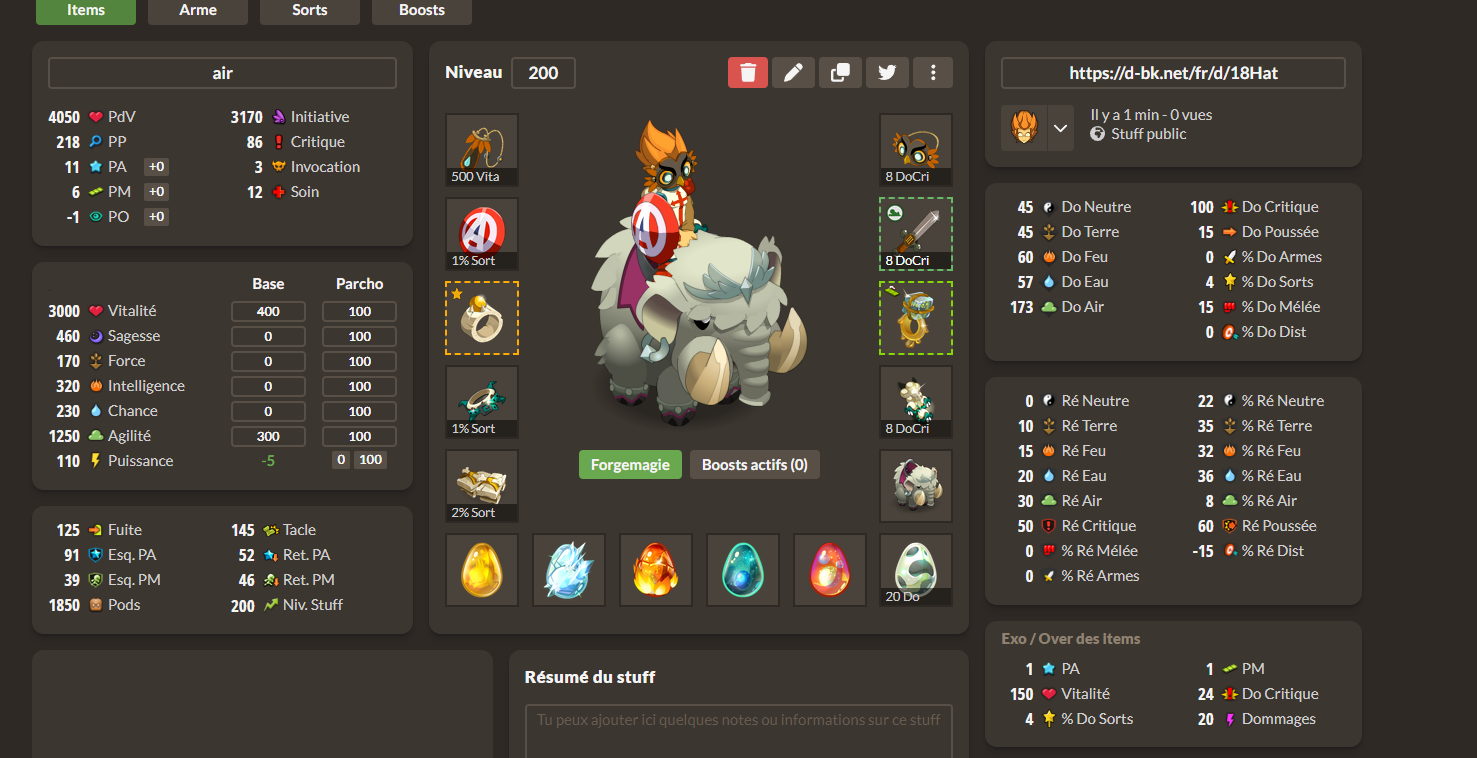 Items Arme Sorts Boosts
air
4050 PdV 3170 Initiative
218 PP 86 Critique
11 PA +0 3 Invocation
6 PM +0 12 Soin
-1 PO +0
Base Parcho
3000 Vitalité 400 100
460 Sagesse 0 100
170 Force 0 100
320 Intelligence 0 100
230 Chance 0 100
1250 Agilité 300 100
110 Puissance -5 0 100
125 Fuite 145 Tacle
91 Esq. PA 52 Ret. PA
39 Esq. PM 46 Ret. PM
1850 Pods 200 Niv. Stuff
Niveau 200
500 Vita 8 DoCri
1% Sort 8 DoCri
1% Sort 8 DoCri
Forgemagie Boosts actifs (0)
2% Sort
20 Do
Résumé du stuff
Tu peux ajouter ici quelques notes ou informations sur ce stuff
https://d-bk.net/fr/d/18Hat
Il y a 1 min - 0 vues
Stuff public
45 Do Neutre 100 Do Critique
45 Do Terre 15 Do Poussée
60 Do Feu 0 % Do Armes
57 Do Eau 4 % Do Sorts
173 Do Air 15 % Do Mélée
0 % Do Dist
0 Ré Neutre 22 % Ré Neutre
10 Ré Terre 35 % Ré Terre
15 Ré Feu 32 % Ré Feu
20 Ré Eau 36 % Ré Eau
30 Ré Air 8 % Ré Air
50 Ré Critique 60 Ré Poussée
0 % Ré Mélée -15 % Ré Dist
0 % Ré Armes
Exo / Over des Items
1 PA 1 PM
150 Vitalité 24 Do Critique
4 % Do Sorts 20 Dommages